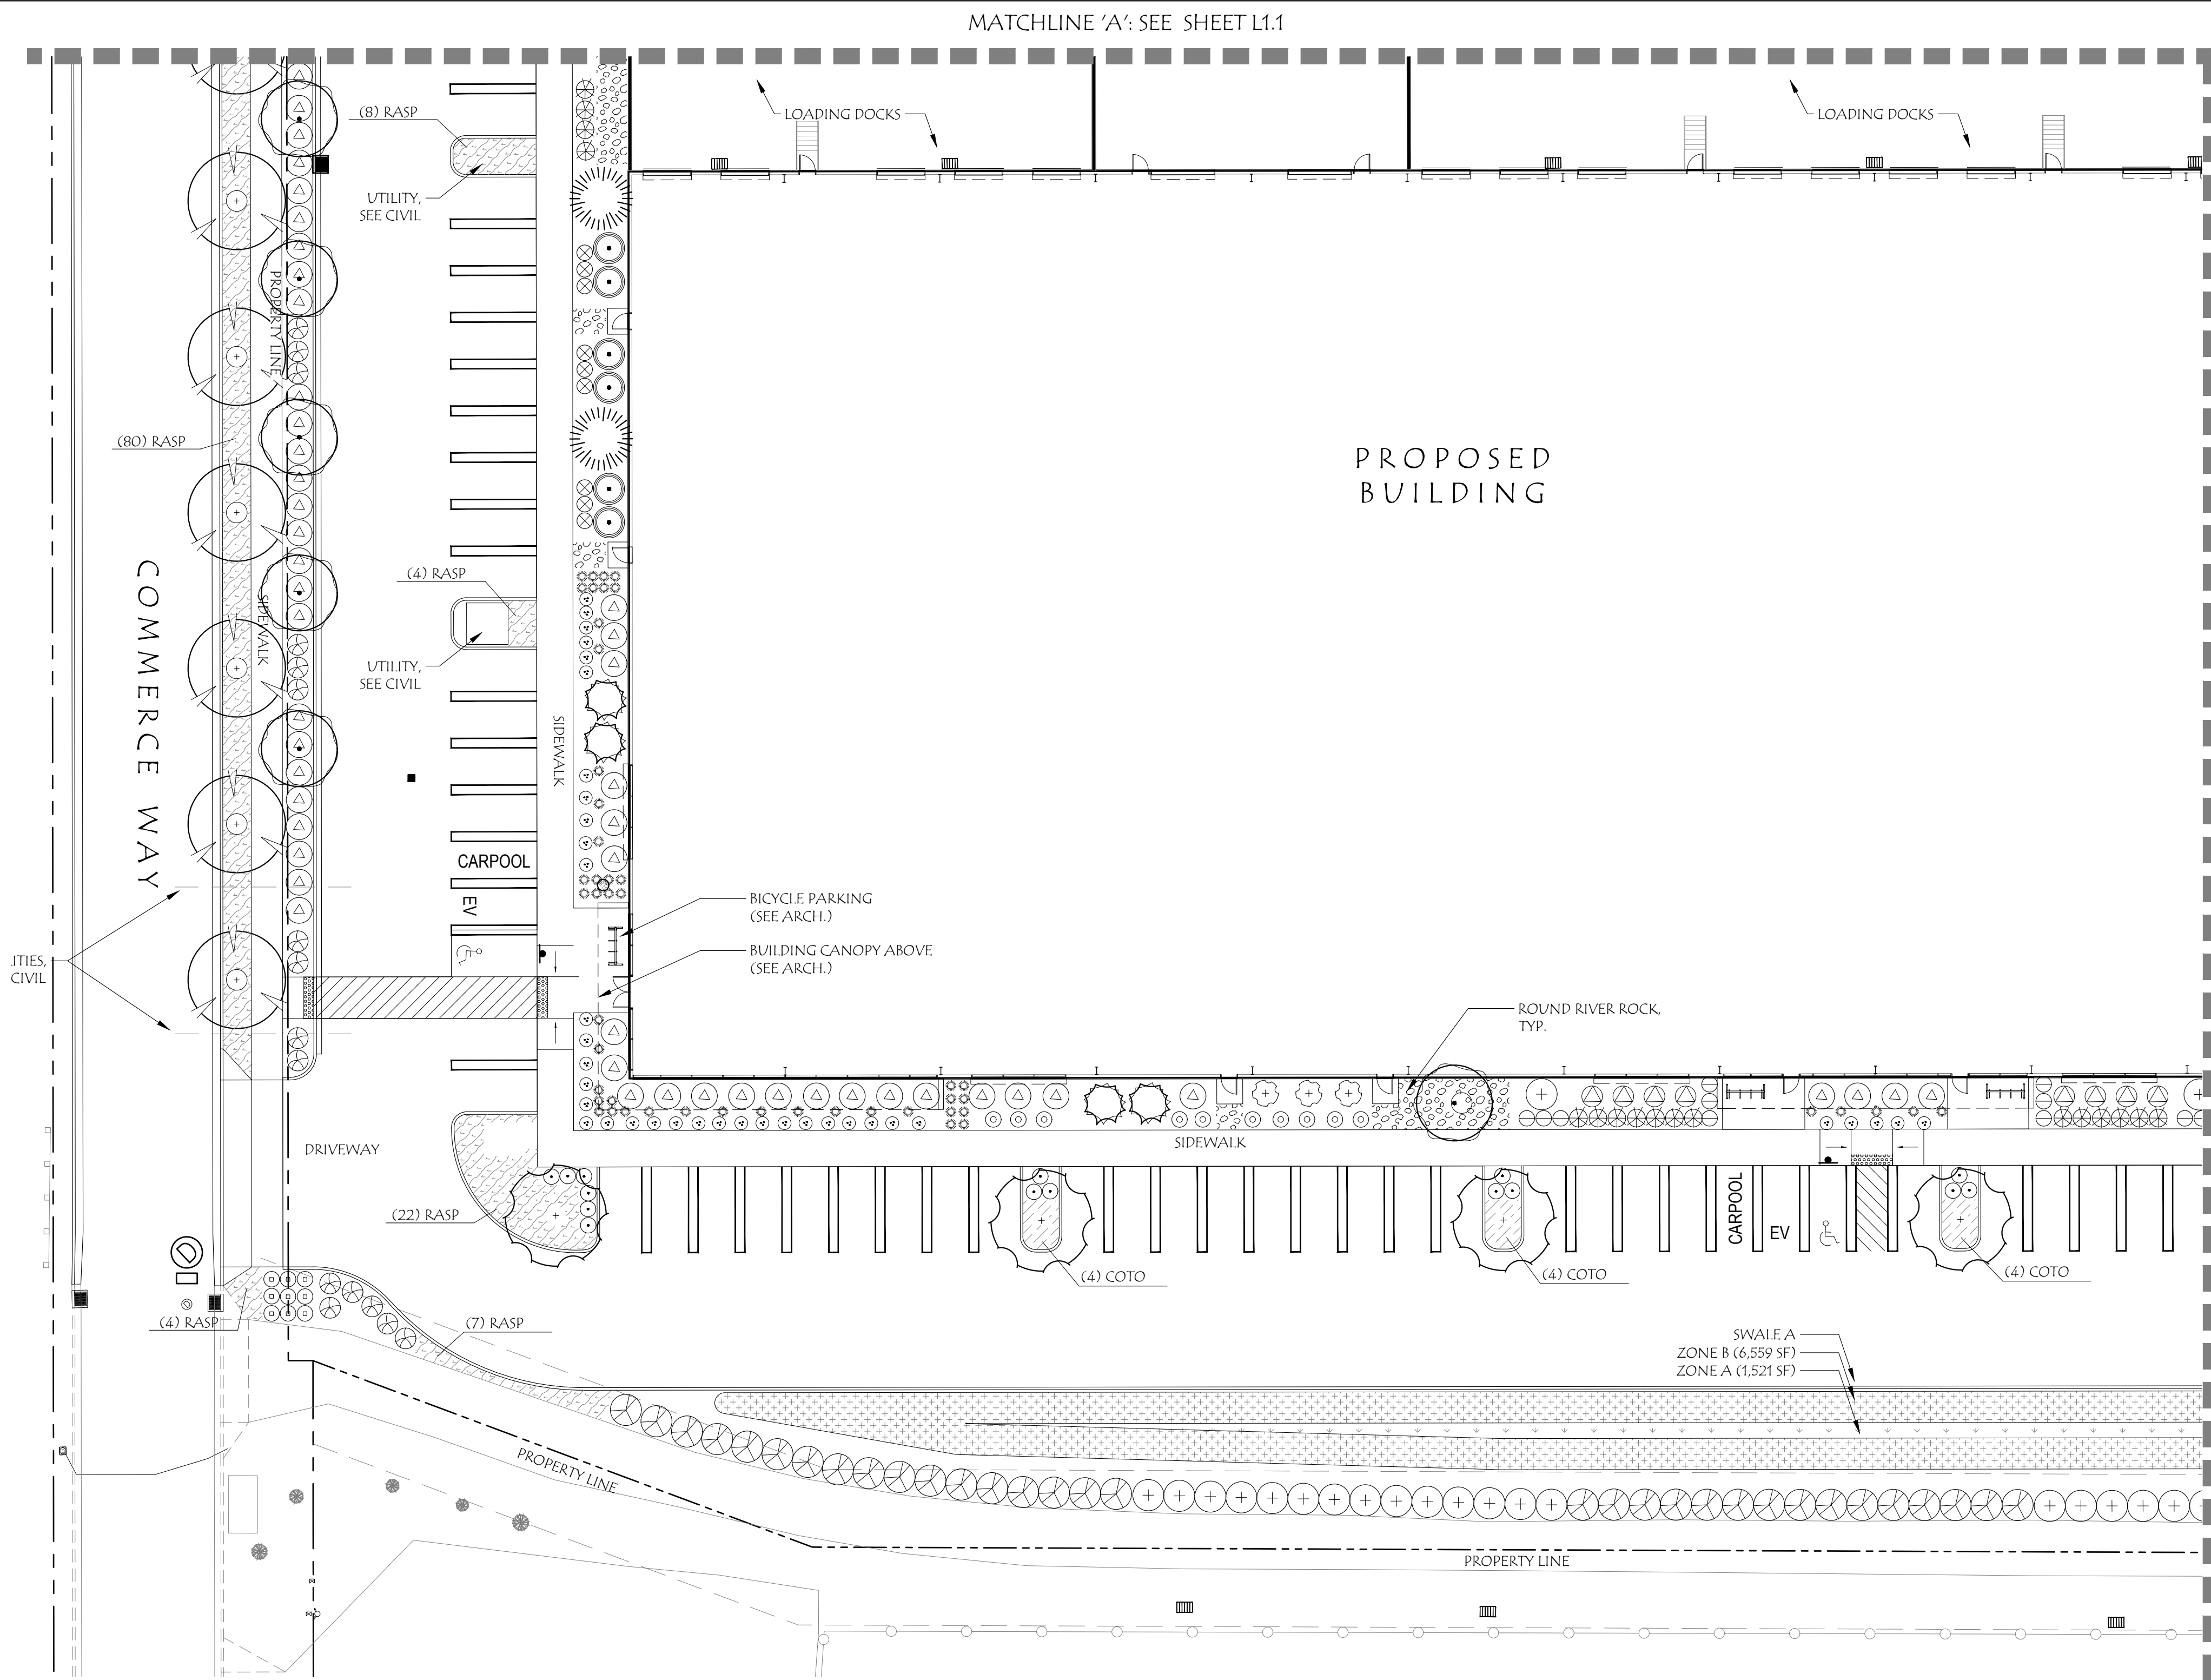 MATCHLINE 'A': SEE SHEET L1.1
(8) RASP
LOADING DOCKS
LOADING DOCKS
UTILITY,
SEE CIVIL
PROPERTY LINE
(80) RASP
PROPOSED
BUILDING
COMMERCE WAY
(4) RASP
SIDEWALK
UTILITY,
SEE CIVIL
SIDEWALK
CARPOOL
EV
BICYCLE PARKING
(SEE ARCH.)
BUILDING CANOPY ABOVE
(SEE ARCH.)
ITIES,
CIVIL
ROUND RIVER ROCK,
TYP.
DRIVEWAY
SIDEWALK
(22) RASP
CARPOOL
EV
(4) COTO
(4) COTO
(4) COTO
(4) RASP
(7) RASP
SWALE A
ZONE B (6,559 SF)
ZONE A (1,521 SF)
PROPERTY LINE
PROPERTY LINE